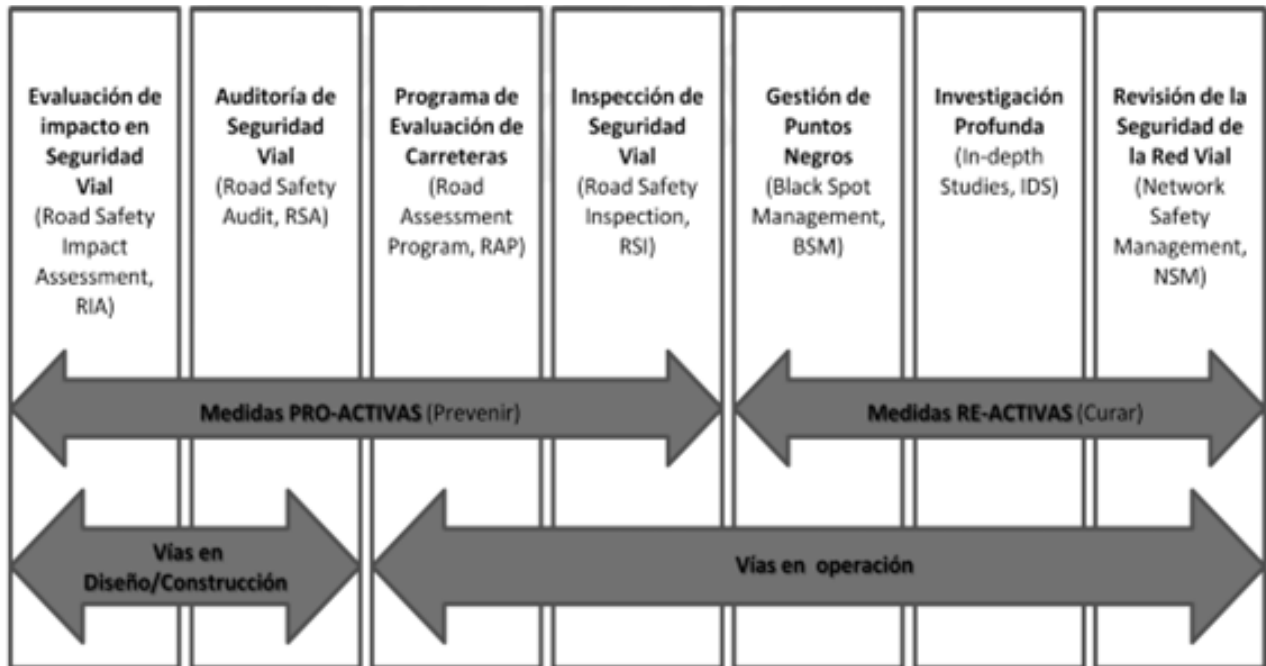 Evaluación de
impacto en
Seguridad
Vial
(Road Safety
Impact
Assessment,
RIA)
Auditoría de
Seguridad
Vial
(Road Safety
Audit, RSA)
Programa de
Evaluación de
Carreteras
(Road
Assessment
Program, RAP)
Inspección de
Seguridad
Vial
(Road Safety
Inspection,
RSI)
Gestión de
Puntos
Negros
(Black Spot
Management,
BSM)
Investigación
Profunda
(In-depth
Studies, IDS)
Revisión de la
Seguridad de
la Red Vial
(Network
Safety
Management,
NSM)
Medidas PRO-ACTIVAS (Prevenir)
Medidas RE-ACTIVAS (Curar)
Vías en
Diseño/Construcción
Vías en operación